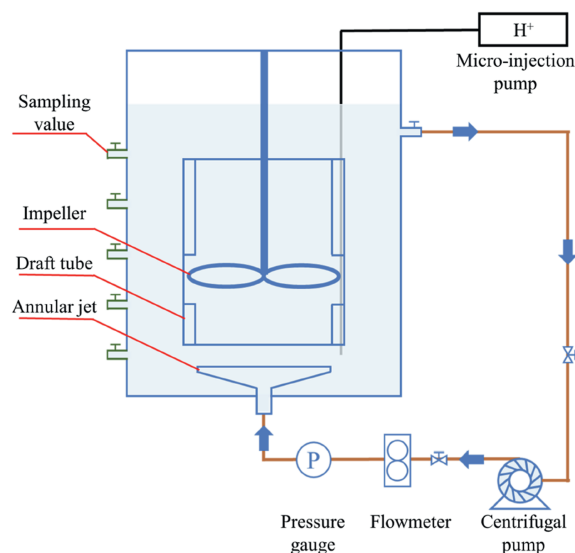 H+
Micro-injection
pump
Sampling
value
Impeller
Draft tube
Annular jet
P
Pressure
gauge
Flowmeter
Centrifugal
pump